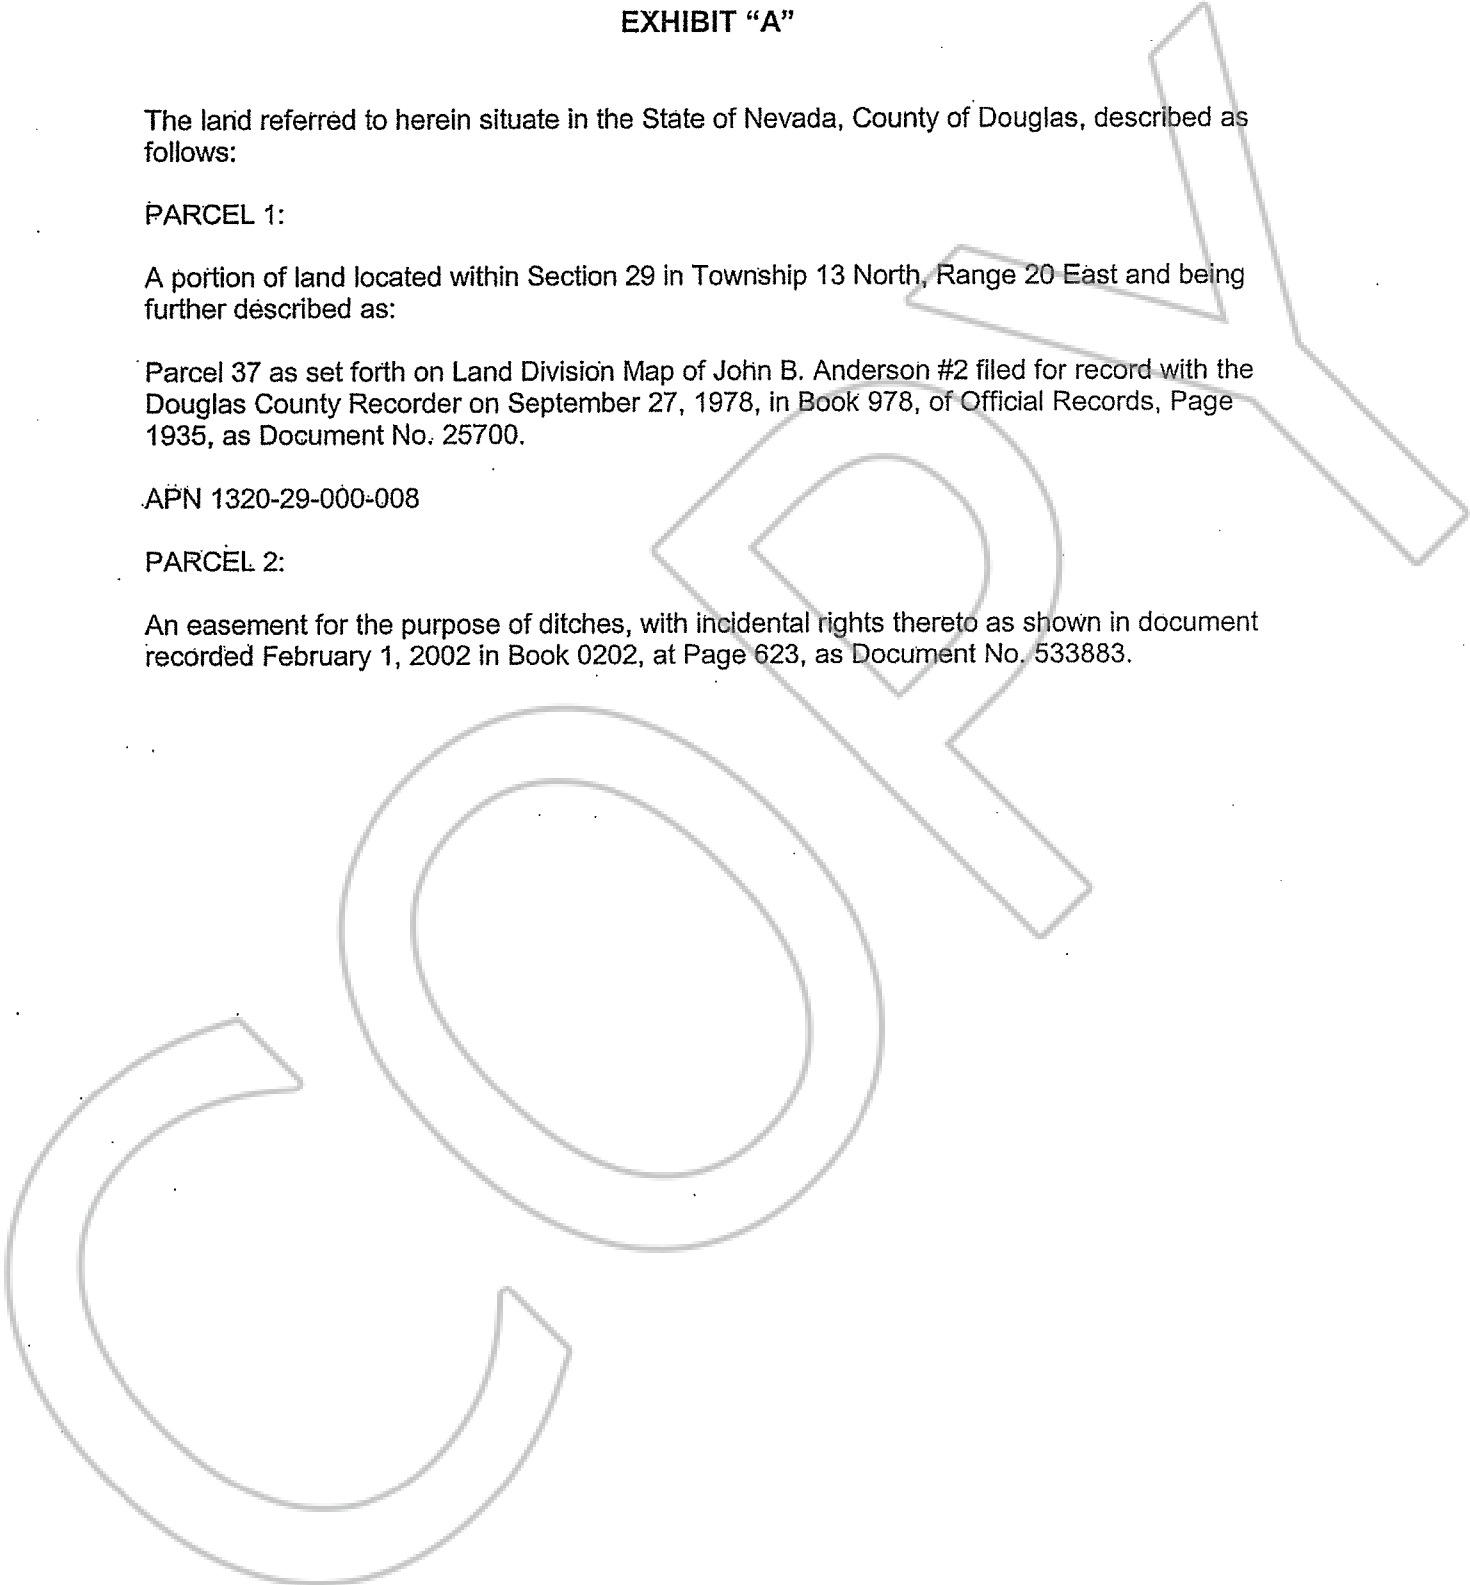 EXHIBIT “A”
The land referred to herein situate in the State of Nevada, County of Douglas, described as
follows:
PARCEL 1:
A portion of land located within Section 29 in Township 13 North, Range 20 East and being
further described as:
Parcel 37 as set forth on Land Division Map of John B. Anderson #2 filed for record with the
Douglas County Recorder on September 27, 1978, in Book 978, of Official Records, Page
1935, as Document No. 25700.
APN 1320-29-000-008
PARCEL 2:
An easement for the purpose of ditches, with incidental rights thereto as shown in document
recorded February 1, 2002 in Book 0202, at Page 623, as Document No. 533883.
COPY